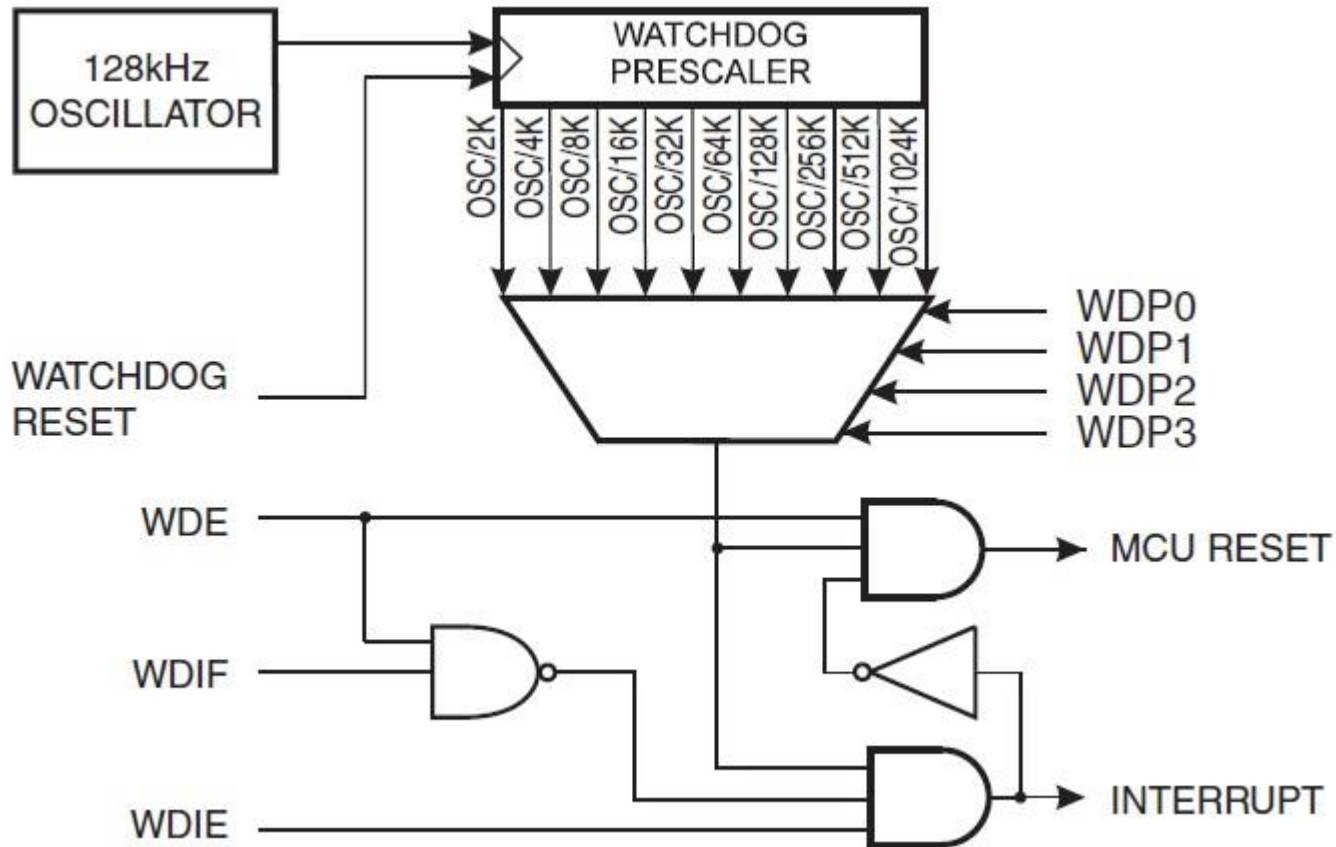 128kHz
OSCILLATOR
WATCHDOG
PRESCALER
OSC/2K
OSC/4K
OSC/8K
OSC/16K
OSC/32K
OSC/64K
OSC/128K
OSC/256K
OSC/512K
OSC/1024K
WDP0
WDP1
WDP2
WDP3
WATCHDOG
RESET
WDE
MCU RESET
WDIF
WDIE
INTERRUPT